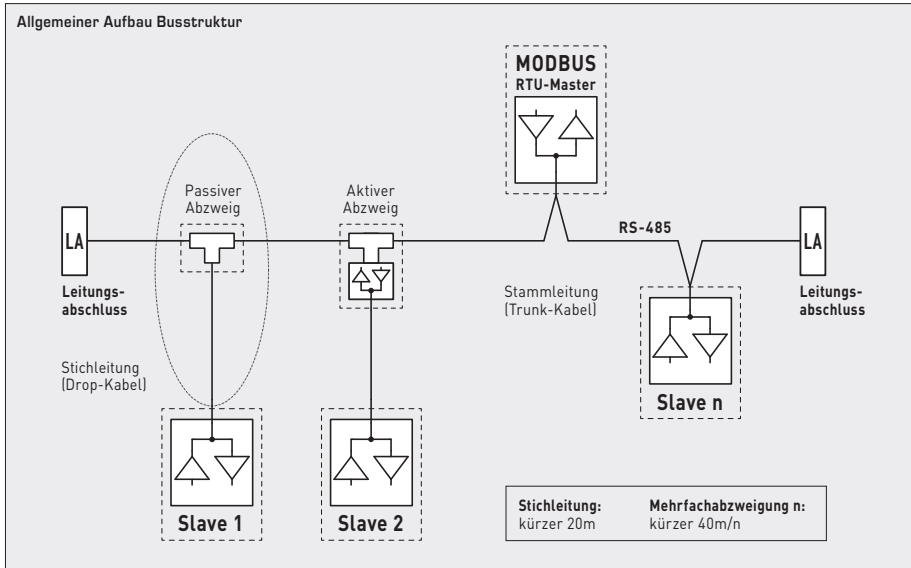 Allgemeiner Aufbau Busstruktur
MODBUS
RTU-Master
Passiver
Abzweig
Aktiver
Abzweig
LA
RS-485
LA
Leitungs-
abschluss
Stammleitung
(Trunk-Kabel)
Leitungs-
abschluss
Stichleitung
(Drop-Kabel)
Slave n
Slave 1
Slave 2
Stichleitung:
kürzer 20m
Mehrfachabzweigung n:
kürzer 40m/n